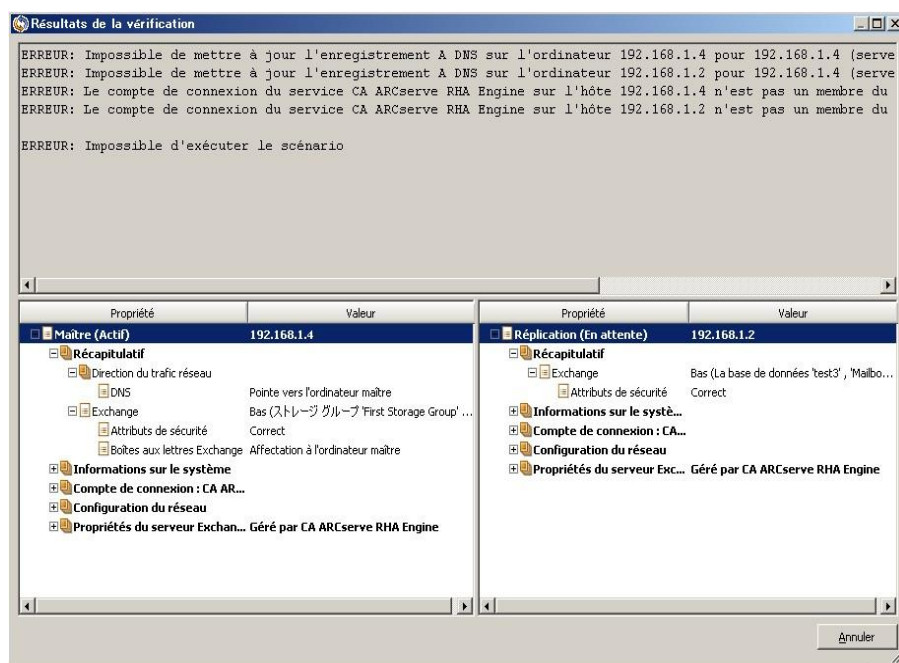 Résultats de la vérification
ERREUR: Impossible de mettre à jour l'enregistrement A DNS sur l'ordinateur 192.168.1.4 pour 192.168.1.4 (serve
ERREUR: Impossible de mettre à jour l'enregistrement A DNS sur l'ordinateur 192.168.1.2 pour 192.168.1.4 (serve
ERREUR: Le compte de connexion du service CA ARCserve RHA Engine sur l'hôte 192.168.1.4 n'est pas un membre du
ERREUR: Le compte de connexion du service CA ARCserve RHA Engine sur l'hôte 192.168.1.2 n'est pas un membre du
ERREUR: Impossible d'exécuter le scénario
Propriété Valeur
Maître (Actif) 192.168.1.4
Récapitulatif
Direction du trafic réseau
DNS Pointe vers l'ordinateur maître
Exchange Bas (ストレージ グループ 'First Storage Group' ...
Attributs de sécurité Correct
Boîtes aux lettres Exchange Affectation à l'ordinateur maître
Informations sur le système
Compte de connexion : CA AR...
Configuration du réseau
Propriétés du serveur Exchan... Géré par CA ARCserve RHA Engine
Propriété Valeur
Réplication (En attente) 192.168.1.2
Récapitulatif
Exchange Bas (La base de données 'test3' , 'Mailbo...
Attributs de sécurité Correct
Informations sur le systè...
Compte de connexion : CA...
Configuration du réseau
Propriétés du serveur Exc... Géré par CA ARCserve RHA Engine
Annuler